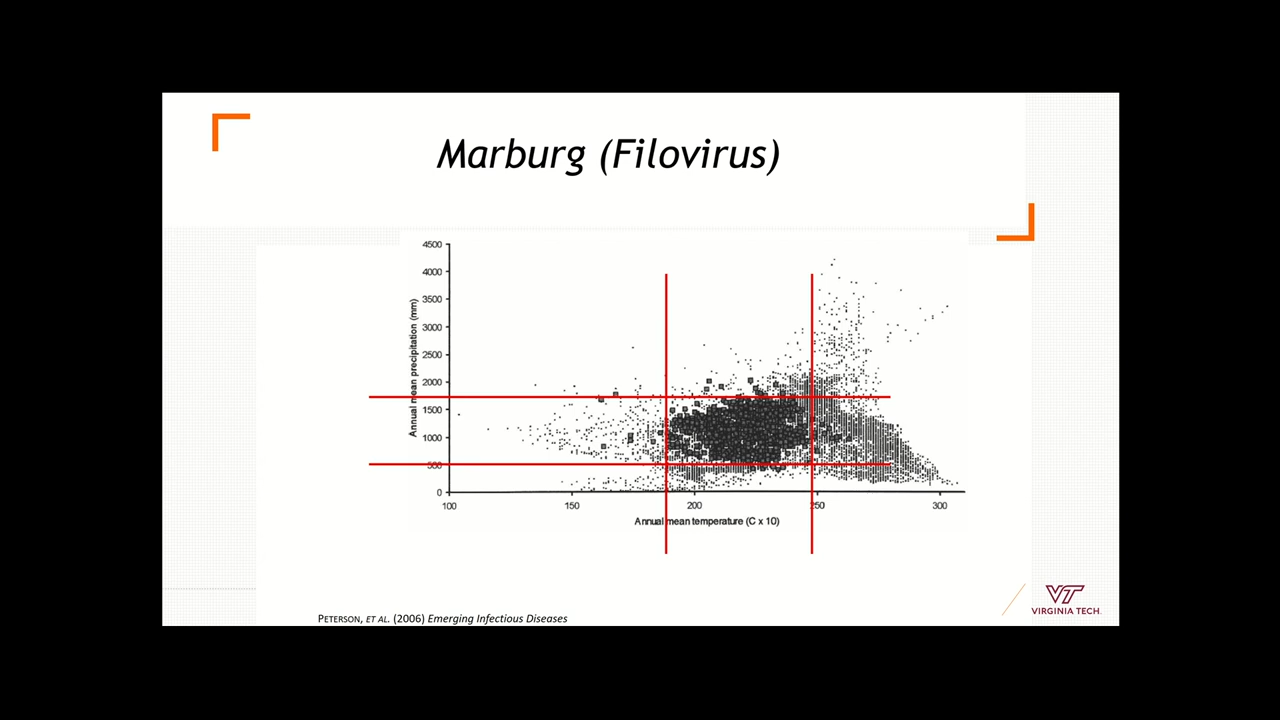 Marburg (Filovirus)
4500
4000
3500
3000
2500
2000
1500
1000
500
0
Annual mean precipitation (mm)
100 150 200 250 300
Annual mean temperature (C x 10)
PETERSON, ET AL. (2006) Emerging Infectious Diseases
VT
VIRGINIA TECH.